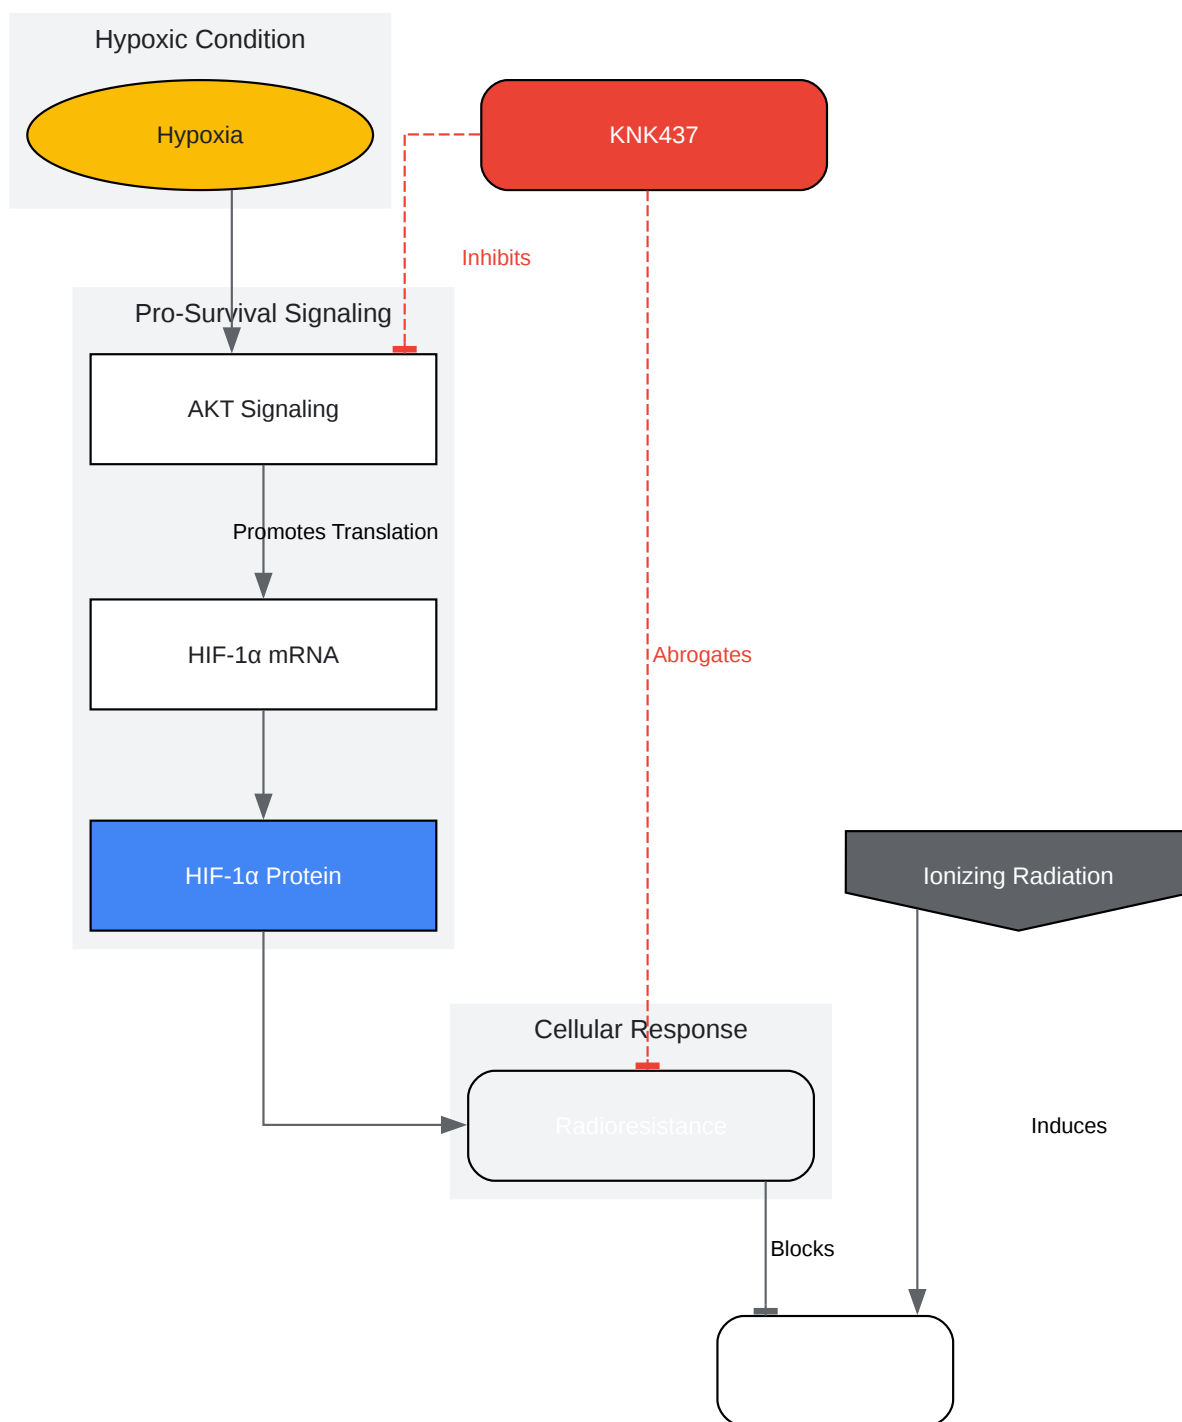 Hypoxic Condition
Hypoxia
KNK437
Inhibits
Pro-Survival Signaling
AKT Signaling
Promotes Translation
HIF-1α mRNA
Abrogates
HIF-1α Protein
Ionizing Radiation
Cellular Response
Radioresistance
Induces
Blocks